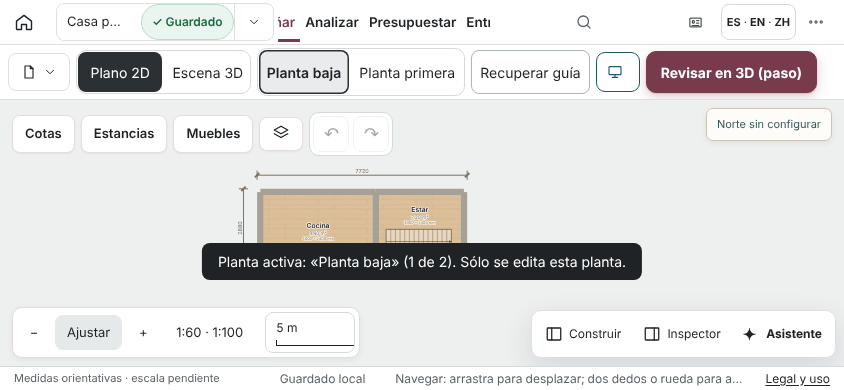 Casa p... ✓ Guardado ñar Analizar Presupuestar Entr ES · EN · ZH
Plano 2D Escena 3D Planta baja Planta primera Recuperar guía Revisar en 3D (paso)
Cotas Estancias Muebles
Norte sin configurar
7720
Estar
Cocina
2880
Planta activa: «Planta baja» (1 de 2). Sólo se edita esta planta.
− Ajustar + 1:60 · 1:100 5 m
Construir Inspector Asistente
Medidas orientativas · escala pendiente Guardado local Navegar: arrastra para desplazar; dos dedos o rueda para a... Legal y uso